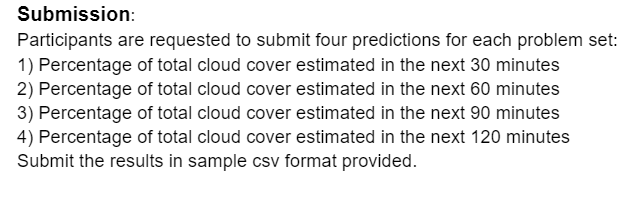 Submission:
Participants are requested to submit four predictions for each problem set:
1) Percentage of total cloud cover estimated in the next 30 minutes
2) Percentage of total cloud cover estimated in the next 60 minutes
3) Percentage of total cloud cover estimated in the next 90 minutes
4) Percentage of total cloud cover estimated in the next 120 minutes
Submit the results in sample csv format provided.